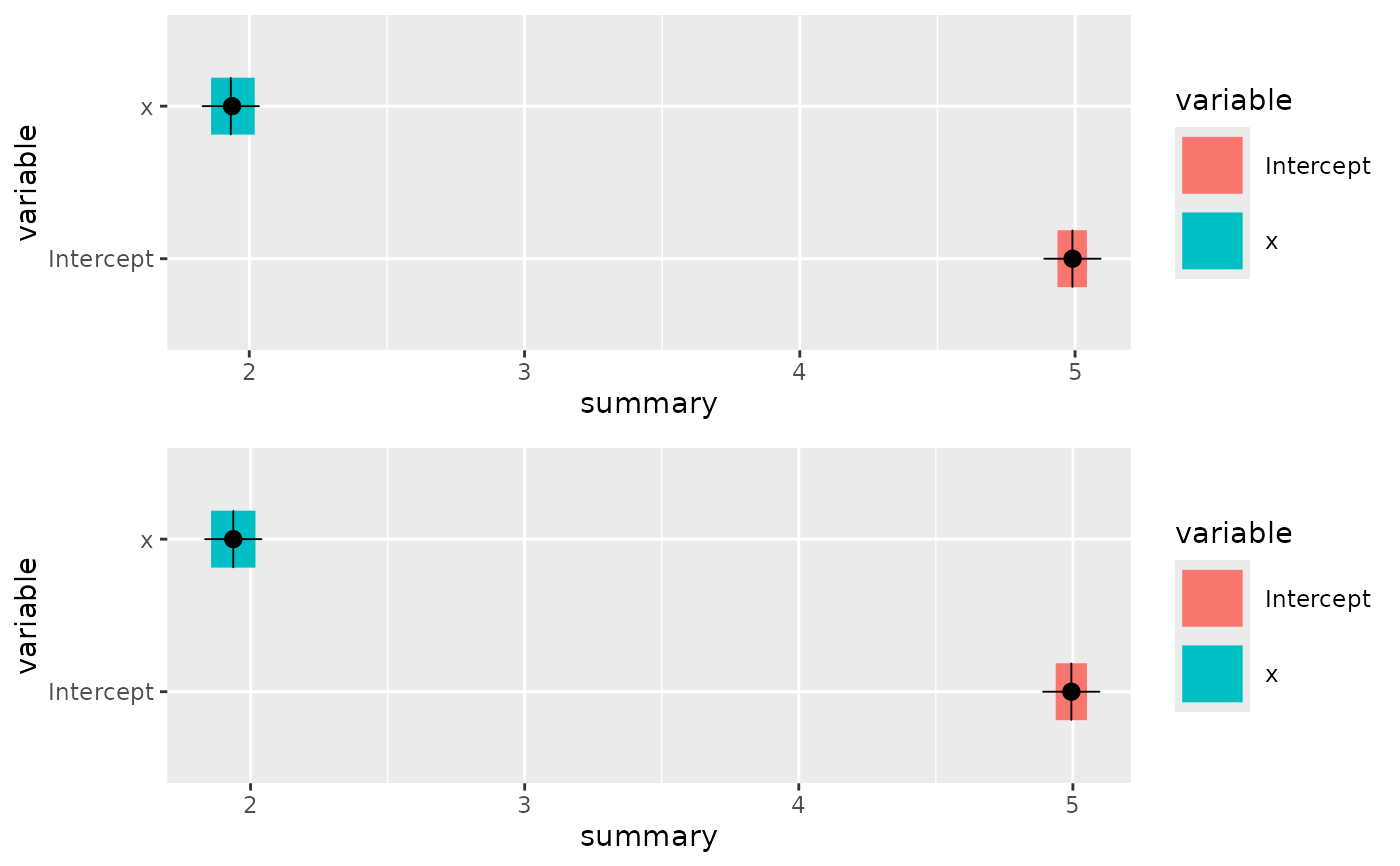 variable
x
Intercept
2 3 4 5
summary
variable
Intercept
x
variable
x
Intercept
2 3 4 5
summary
variable
Intercept
x